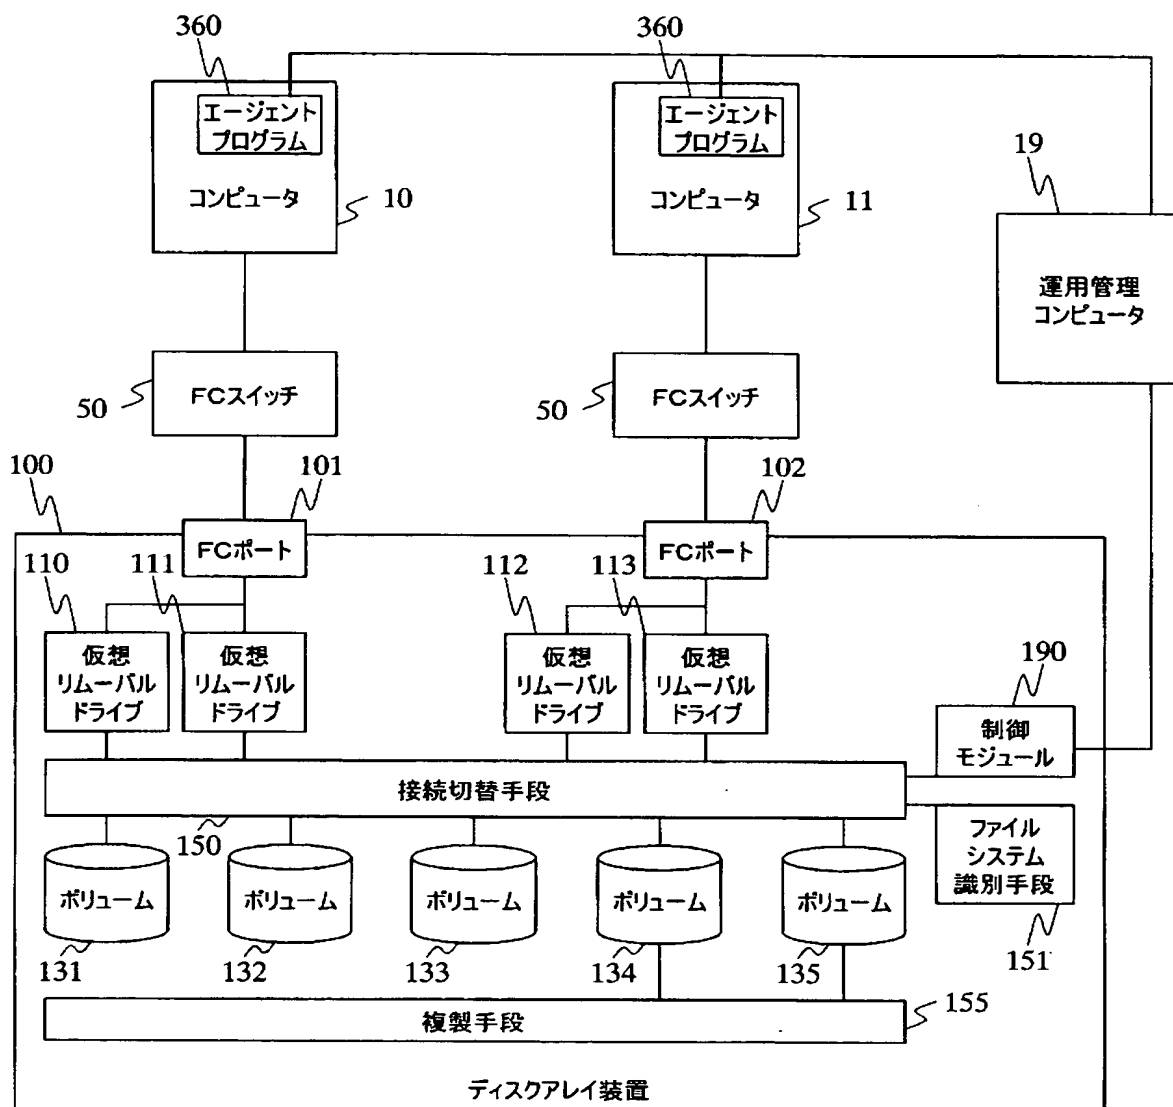 360
360
エージェント
プログラム
エージェント
プログラム
19
コンピュータ
10
コンピュータ
11
運用管理
コンピュータ
50
FCスイッチ
50
FCスイッチ
100
101
102
FCポート
FCポート
110
111
112
113
仮想
リムーバル
ドライブ
仮想
リムーバル
ドライブ
仮想
リムーバル
ドライブ
仮想
リムーバル
ドライブ
190
制御
モジュール
接続切替手段
150
ファイル
システム
識別手段
ボリューム
ボリューム
ボリューム
ボリューム
ボリューム
131
132
133
134
135
151
複製手段
155
ディスクアレイ装置